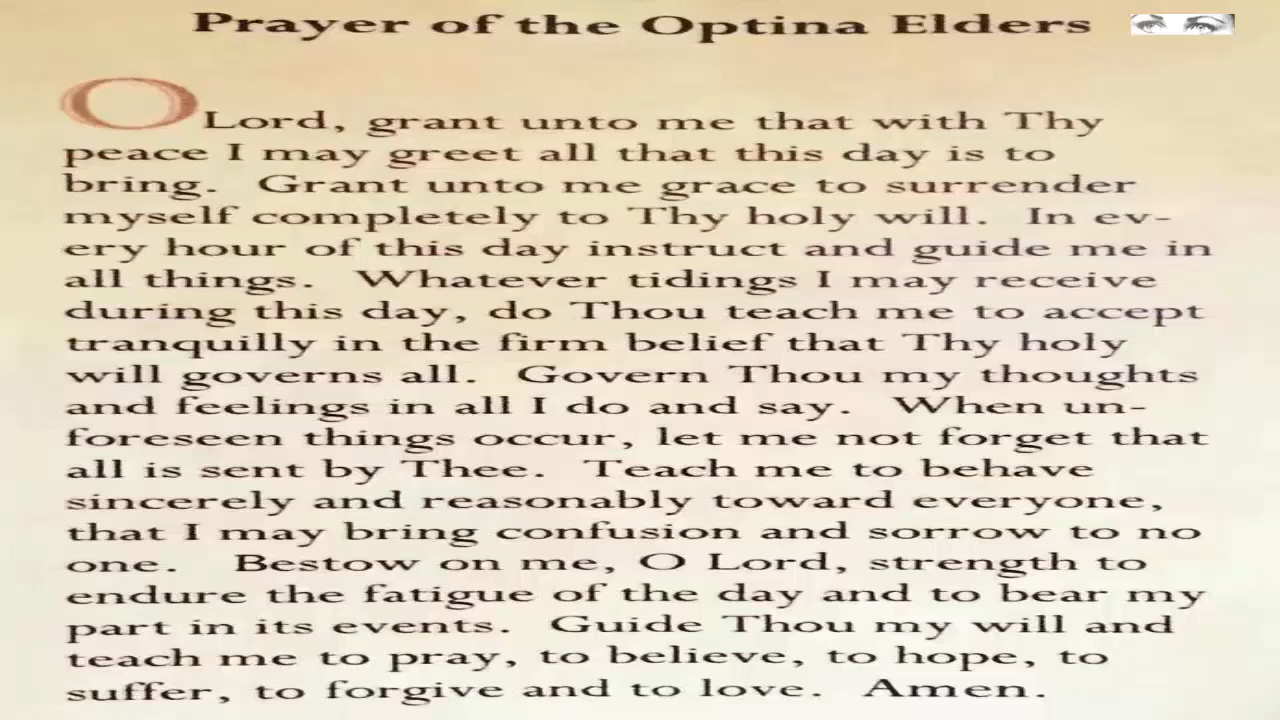 Prayer of the Optina Elders
O Lord, grant unto me that with Thy
peace I may greet all that this day is to
bring. Grant unto me grace to surrender
myself completely to Thy holy will. In ev-
ery hour of this day instruct and guide me in
all things. Whatever tidings I may receive
during this day, do Thou teach me to accept
tranquilly in the firm belief that Thy holy
will governs all. Govern Thou my thoughts
and feelings in all I do and say. When un-
foreseen things occur, let me not forget that
all is sent by Thee. Teach me to behave
sincerely and reasonably toward everyone,
that I may bring confusion and sorrow to no
one. Bestow on me, O Lord, strength to
endure the fatigue of the day and to bear my
part in its events. Guide Thou my will and
teach me to pray, to believe, to hope, to
suffer, to forgive and to love. Amen.